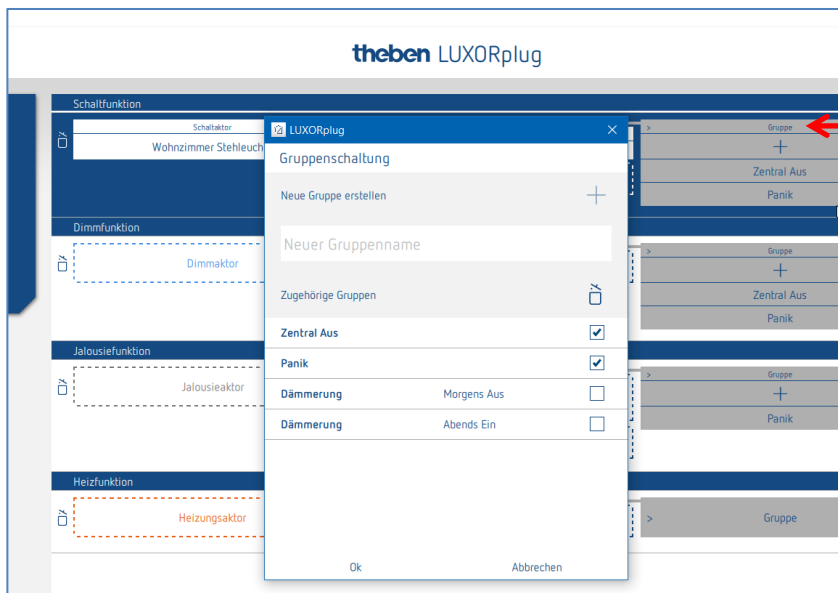 theben LUXORplug
Schaltfunktion
Schaltaktor
Wohnzimmer Stehleuch
> Gruppe
+
Zentral Aus
Panik
Dimmfunktion
Dimmaktor
> Gruppe
+
Zentral Aus
Panik
Jalousiefunktion
Jalousieaktor
> Gruppe
+
Panik
Heizfunktion
Heizungsaktor
> Gruppe
LUXORplug
Gruppenschaltung
Neue Gruppe erstellen
Neuer Gruppenname
Zugehörige Gruppen
Zentral Aus
Panik
Dämmerung Morgens Aus
Dämmerung Abends Ein
Ok Abbrechen